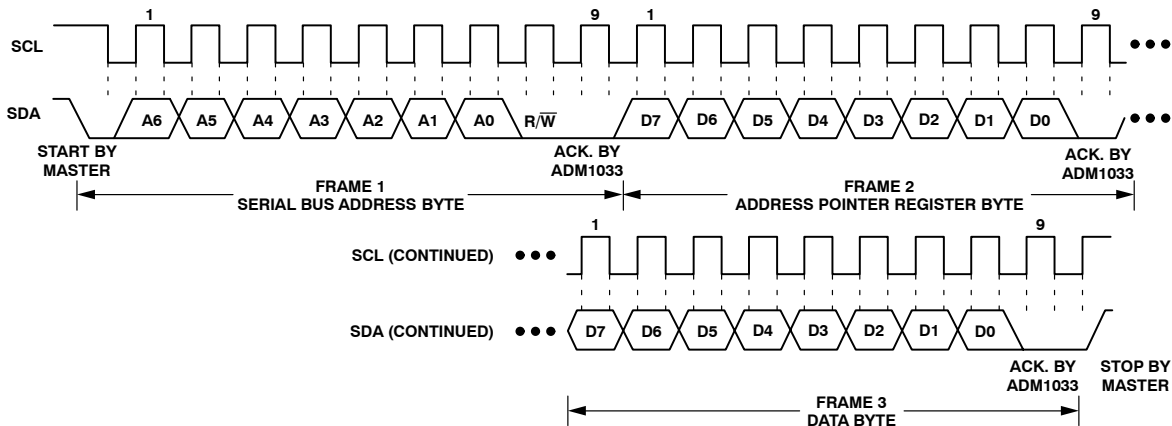 1 9 1 9
SCL
SDA A6 A5 A4 A3 A2 A1 A0 R/W̅ D7 D6 D5 D4 D3 D2 D1 D0
START BY
MASTER
ACK. BY
ADM1033
ACK. BY
ADM1033
FRAME 1
SERIAL BUS ADDRESS BYTE
FRAME 2
ADDRESS POINTER REGISTER BYTE
1 9
SCL (CONTINUED)
SDA (CONTINUED) D7 D6 D5 D4 D3 D2 D1 D0
ACK. BY
ADM1033
STOP BY
MASTER
FRAME 3
DATA BYTE